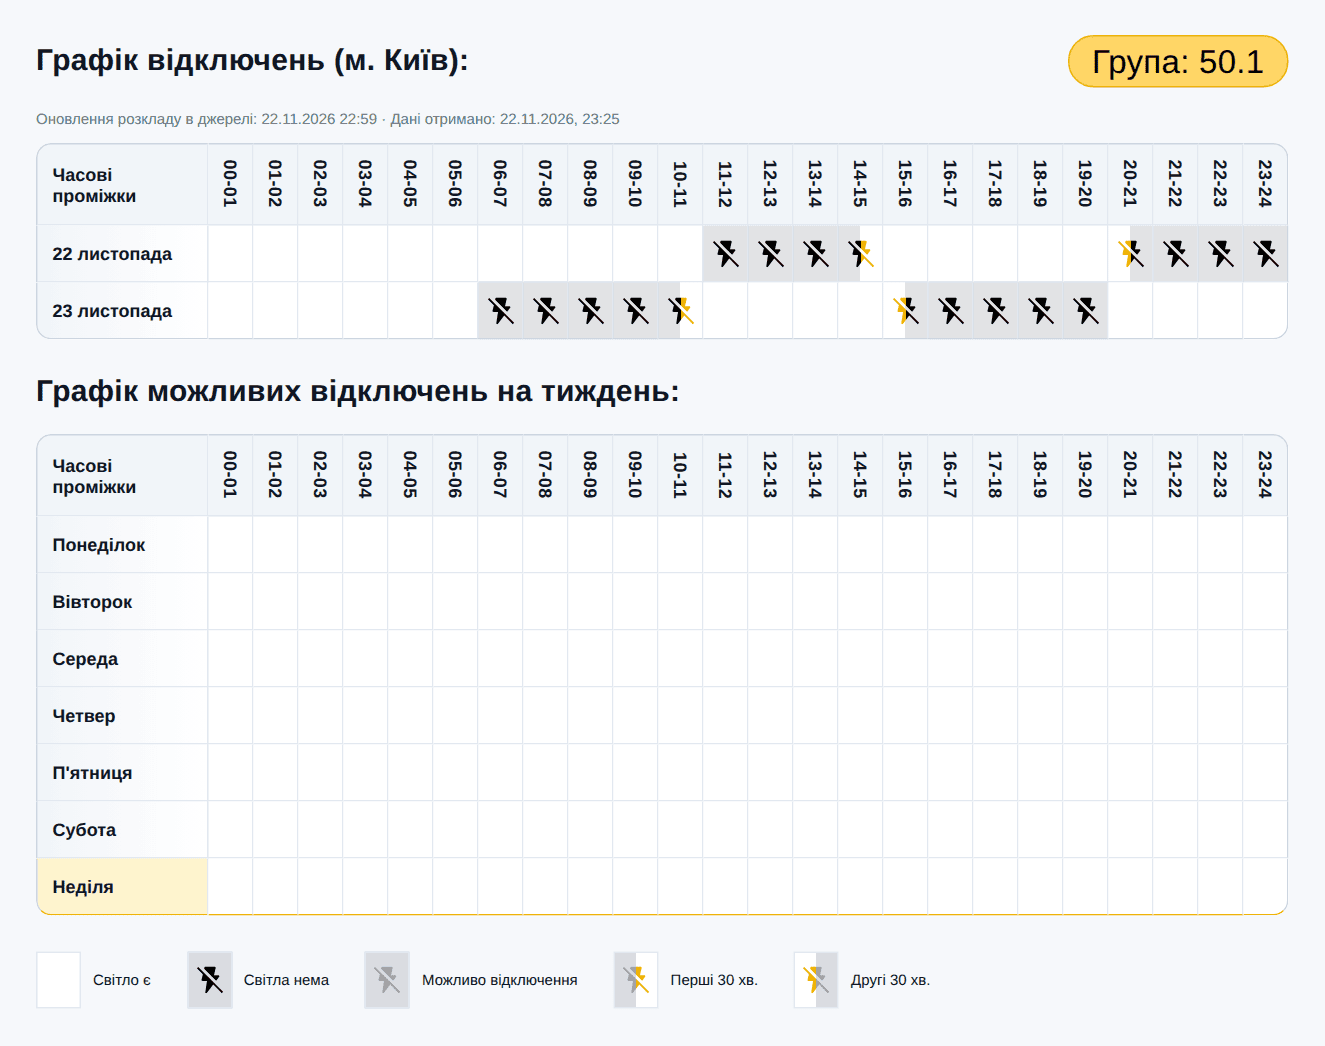 Графік відключень (м. Київ):
Група: 50.1
Оновлення розкладу в джерелі: 22.11.2026 22:59 · Дані отримано: 22.11.2026, 23:25
Часові проміжки 00-01 01-02 02-03 03-04 04-05 05-06 06-07 07-08 08-09 09-10 10-11 11-12 12-13 13-14 14-15 15-16 16-17 17-18 18-19 19-20 20-21 21-22 22-23 23-24
22 листопада
23 листопада
Графік можливих відключень на тиждень:
Часові проміжки 00-01 01-02 02-03 03-04 04-05 05-06 06-07 07-08 08-09 09-10 10-11 11-12 12-13 13-14 14-15 15-16 16-17 17-18 18-19 19-20 20-21 21-22 22-23 23-24
Понеділок
Вівторок
Середа
Четвер
П'ятниця
Субота
Неділя
Світло є Світла нема Можливо відключення Перші 30 хв. Другі 30 хв.